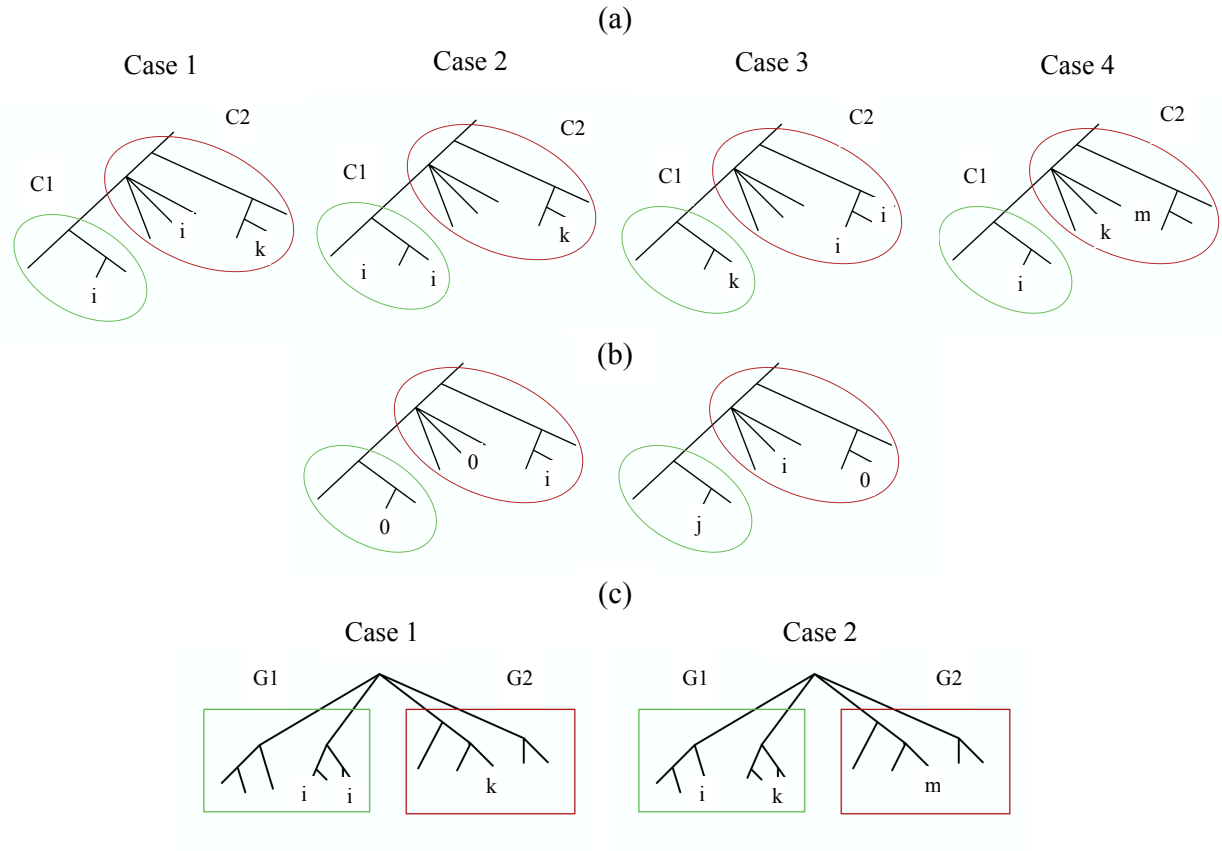 (a)
Case 1 Case 2 Case 3 Case 4
C2 C2 C2 C2
C1 C1 C1 C1
i k i
i i k
k i i
k m i
(b)
0 i 0
i 0 j
(c)
Case 1 Case 2
G1 G2 G1 G2
i i k
i k m